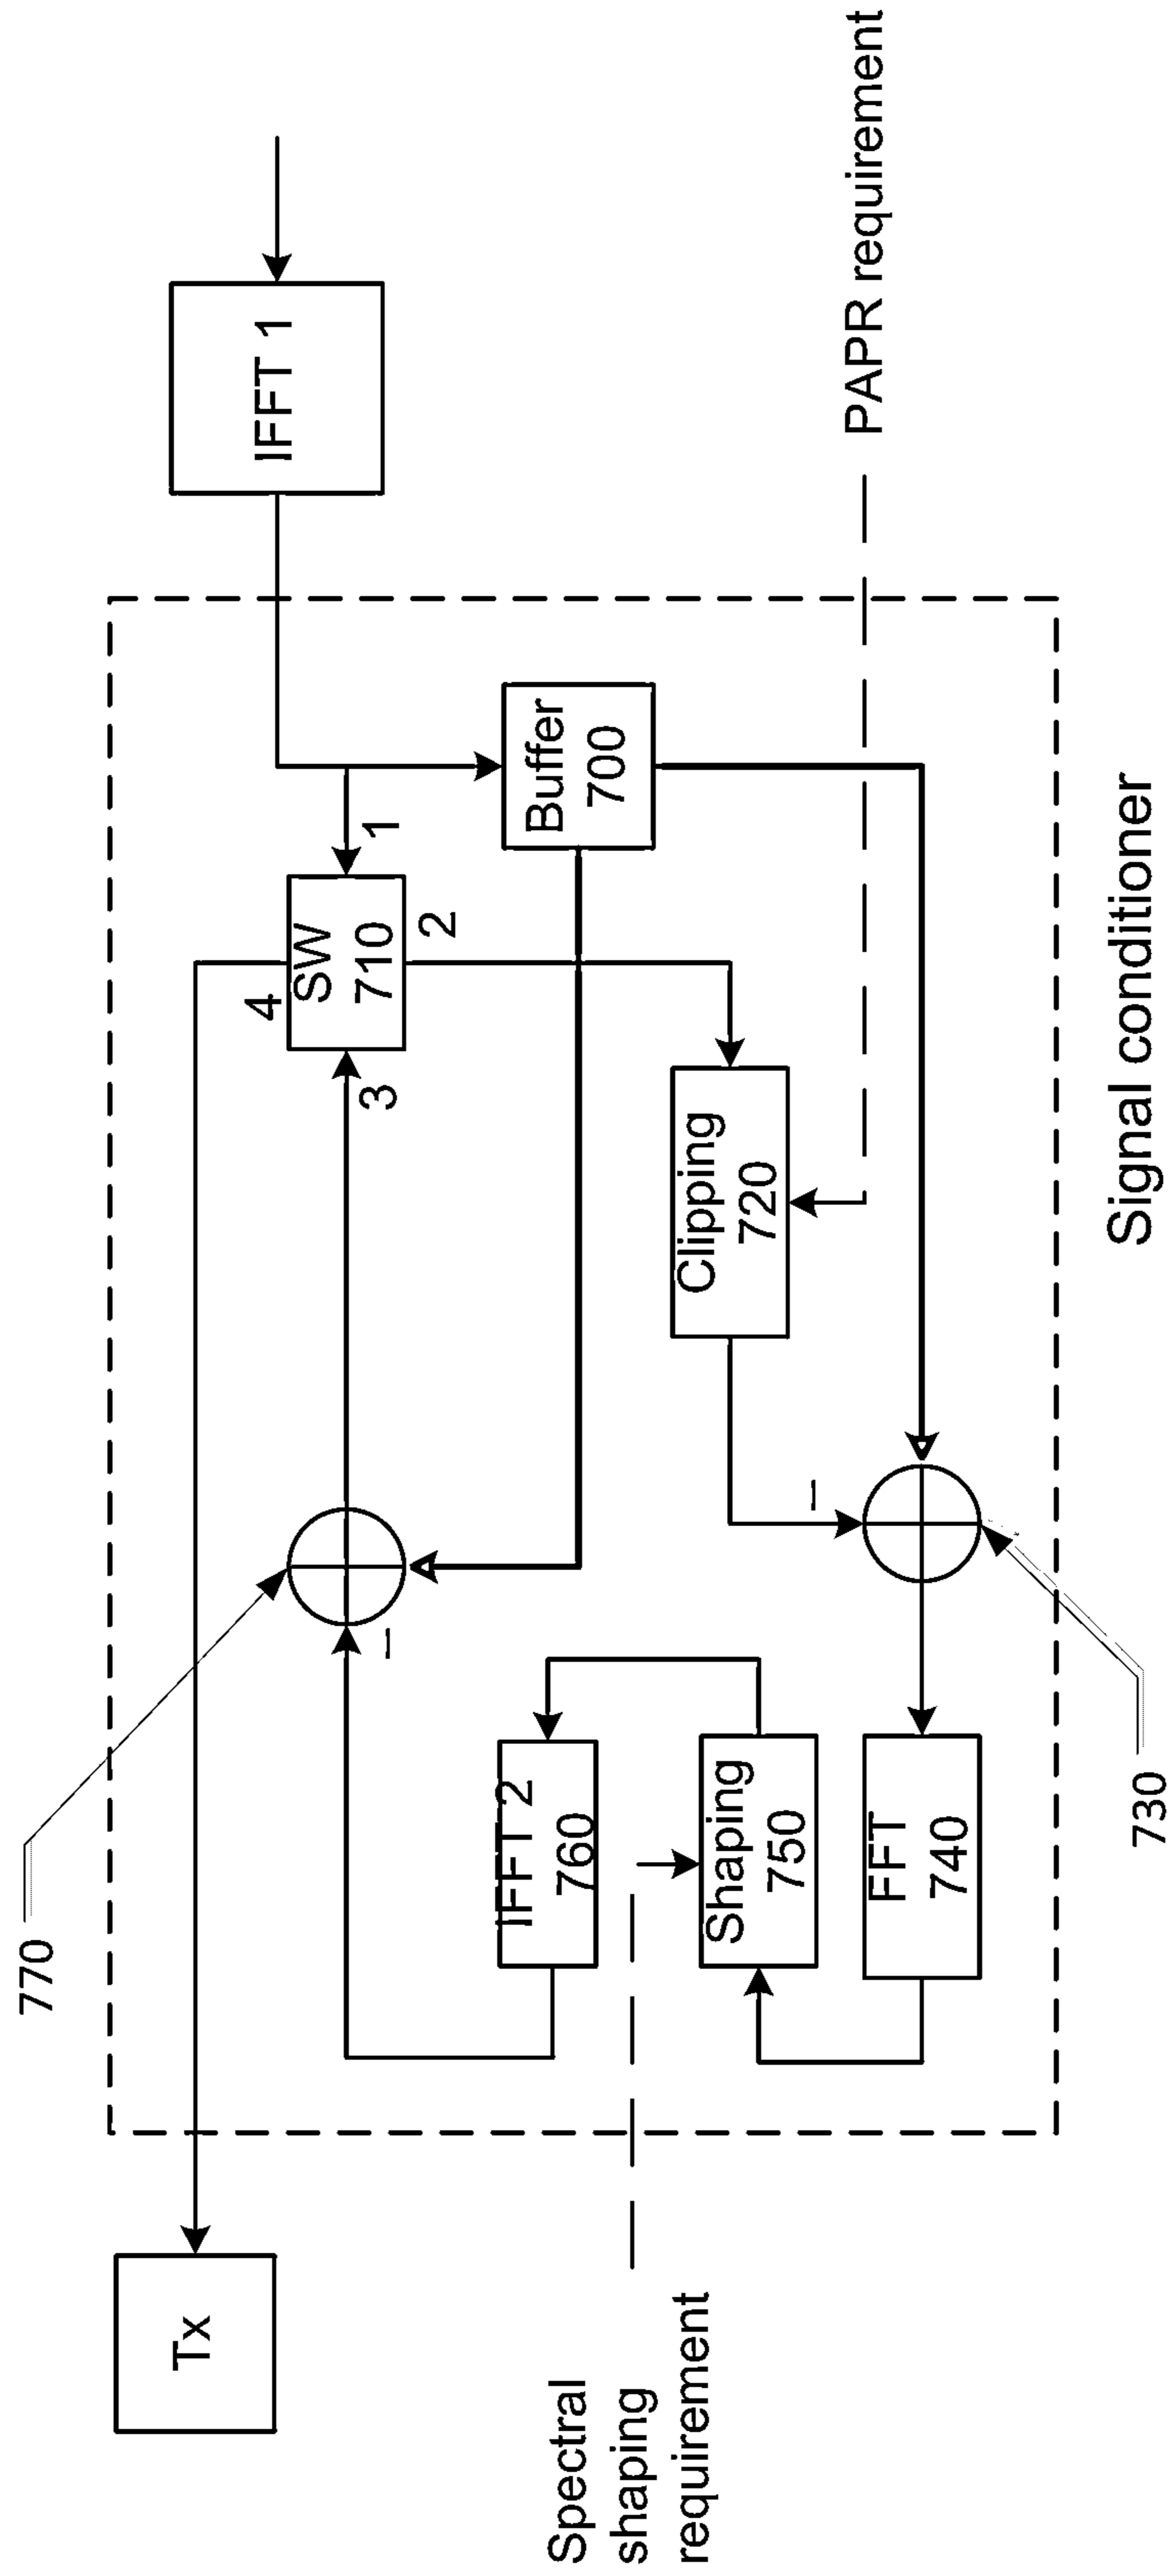 770
Tx
Spectral
shaping
requirement
4
SW
710
1
2
3
IFFT 1
Buffer
700
IFFT 2
760
Shaping
750
FFT
740
Clipping
720
–
–
730
PAPR requirement
Signal conditioner